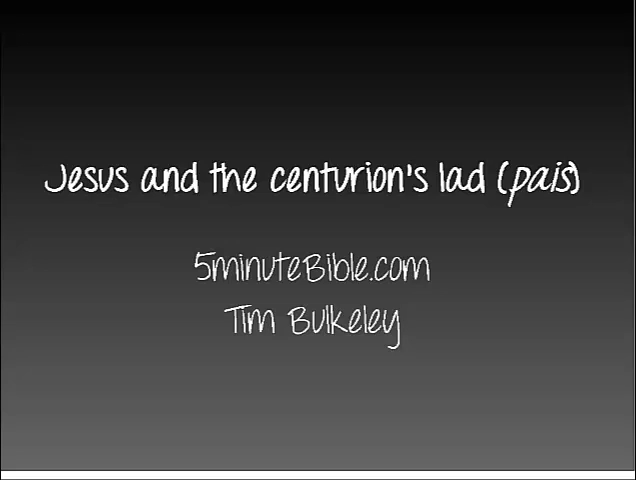 Jesus and the centurion's lad (pais)
5minuteBible.com
Tim Bulkeley